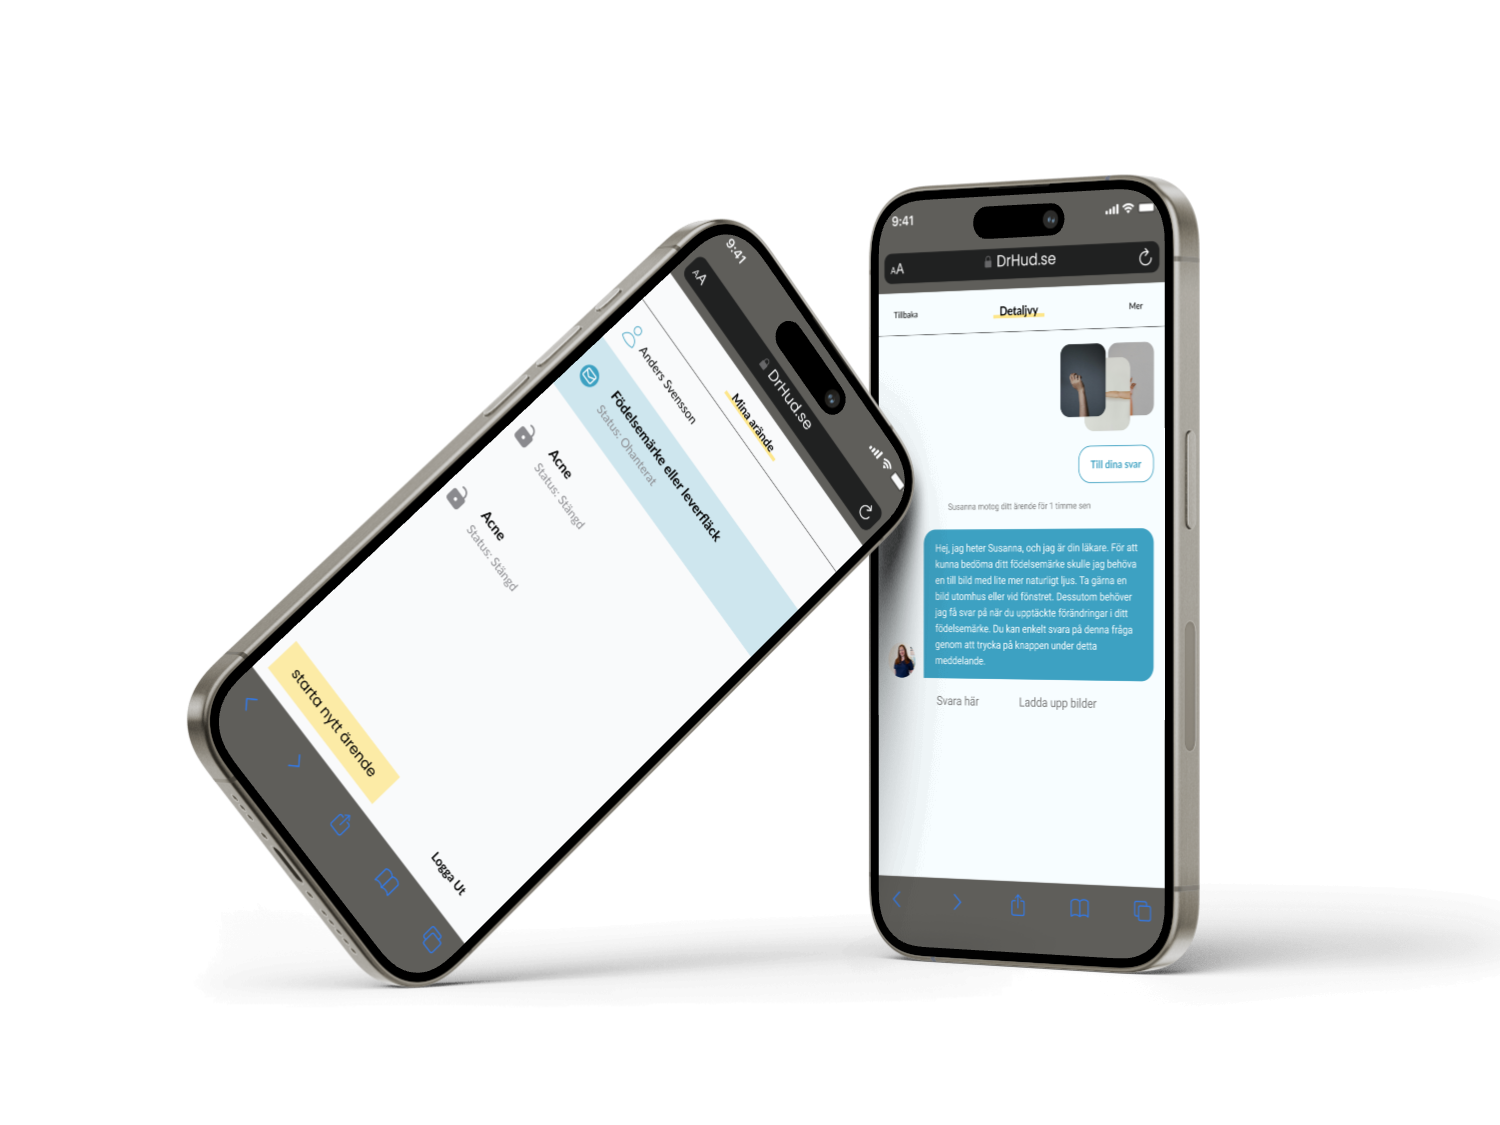 9:41
AA
DrHud.se
Mina arände
Anders Svensson
Födelsemärke eller leverfläck
Status: Ohanterat
Acne
Status: Stängd
Acne
Status: Stängd
starta nytt ärende
Logga Ut
9:41
AA
DrHud.se
Tillbaka
Detaljvy
Mer
Till dina svar
Susanna motog ditt ärende för 1 timme sen
Hej, jag heter Susanna, och jag är din läkare. För att
kunna bedöma ditt födelsemärke skulle jag behöva
en till bild med lite mer naturligt ljus. Ta gärna en
bild utomhus eller vid fönstret. Dessutom behöver
jag få svar på när du upptäckte förändringar i ditt
födelsemärke. Du kan enkelt svara på denna fråga
genom att trycka på knappen under detta
meddelande.
Svara här
Ladda upp bilder